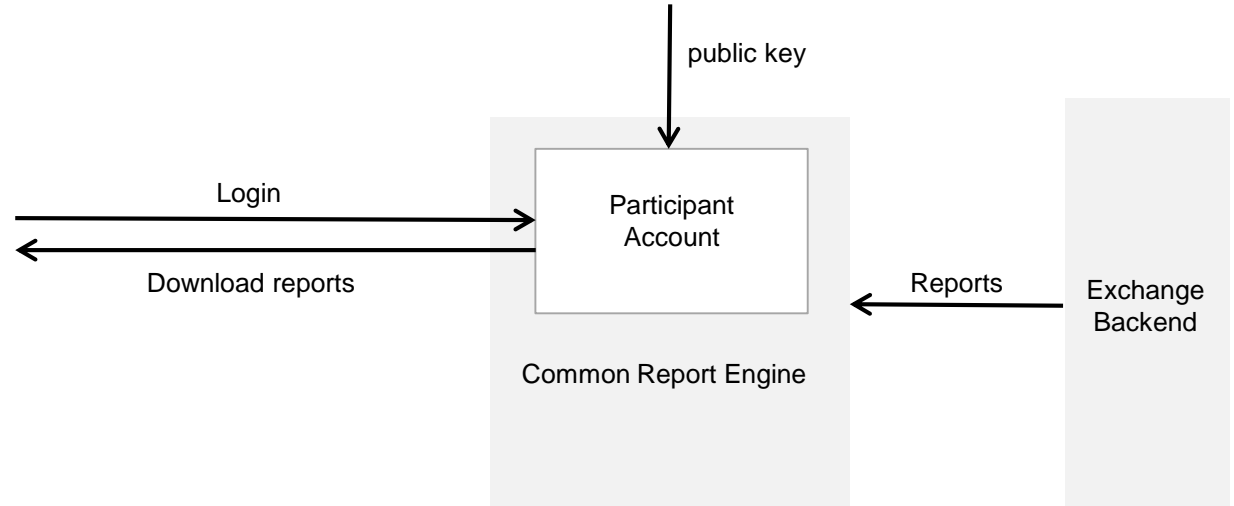 public key
Login
Participant
Account
Download reports
Reports
Exchange
Backend
Common Report Engine